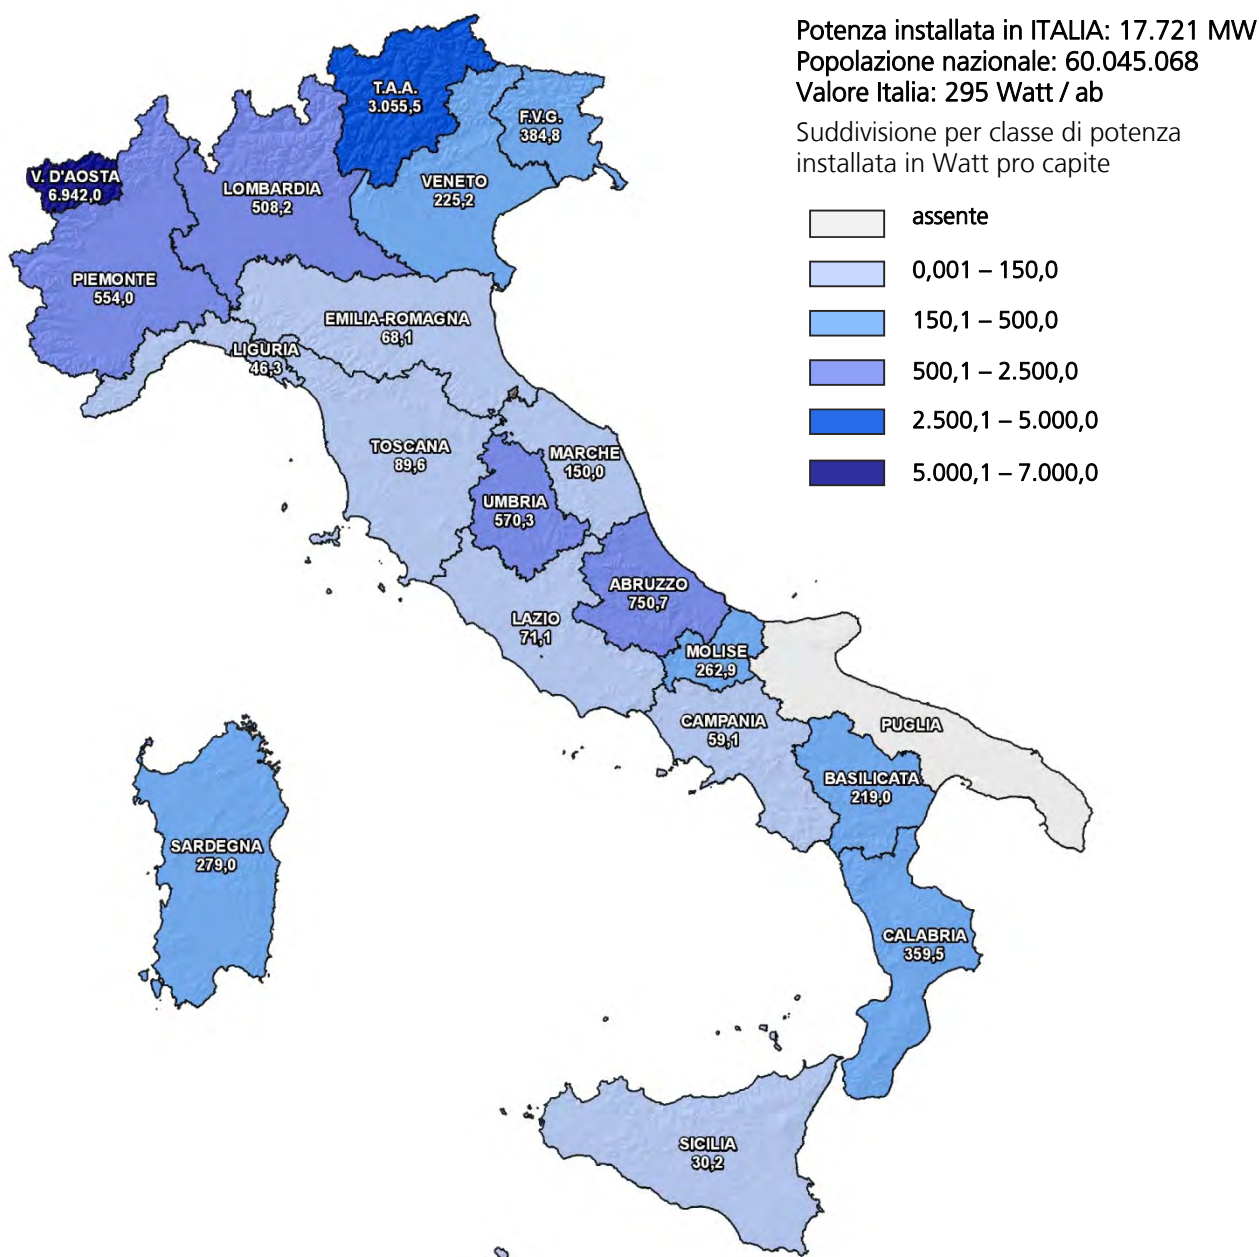 Potenza installata in ITALIA: 17.721 MW
Popolazione nazionale: 60.045.068
Valore Italia: 295 Watt / ab
Suddivisione per classe di potenza
installata in Watt pro capite
assente
0,001 – 150,0
150,1 – 500,0
500,1 – 2.500,0
2.500,1 – 5.000,0
5.000,1 – 7.000,0
T.A.A.
3.055,5
F.V.G.
384,8
V. D'AOSTA
6.942,0
LOMBARDIA
508,2
VENETO
225,2
PIEMONTE
554,0
EMILIA-ROMAGNA
68,1
LIGURIA
46,3
TOSCANA
89,6
MARCHE
150,0
UMBRIA
570,3
ABRUZZO
750,7
LAZIO
71,1
MOLISE
262,9
CAMPANIA
59,1
PUGLIA
BASILICATA
219,0
SARDEGNA
279,0
CALABRIA
359,5
SICILIA
30,2